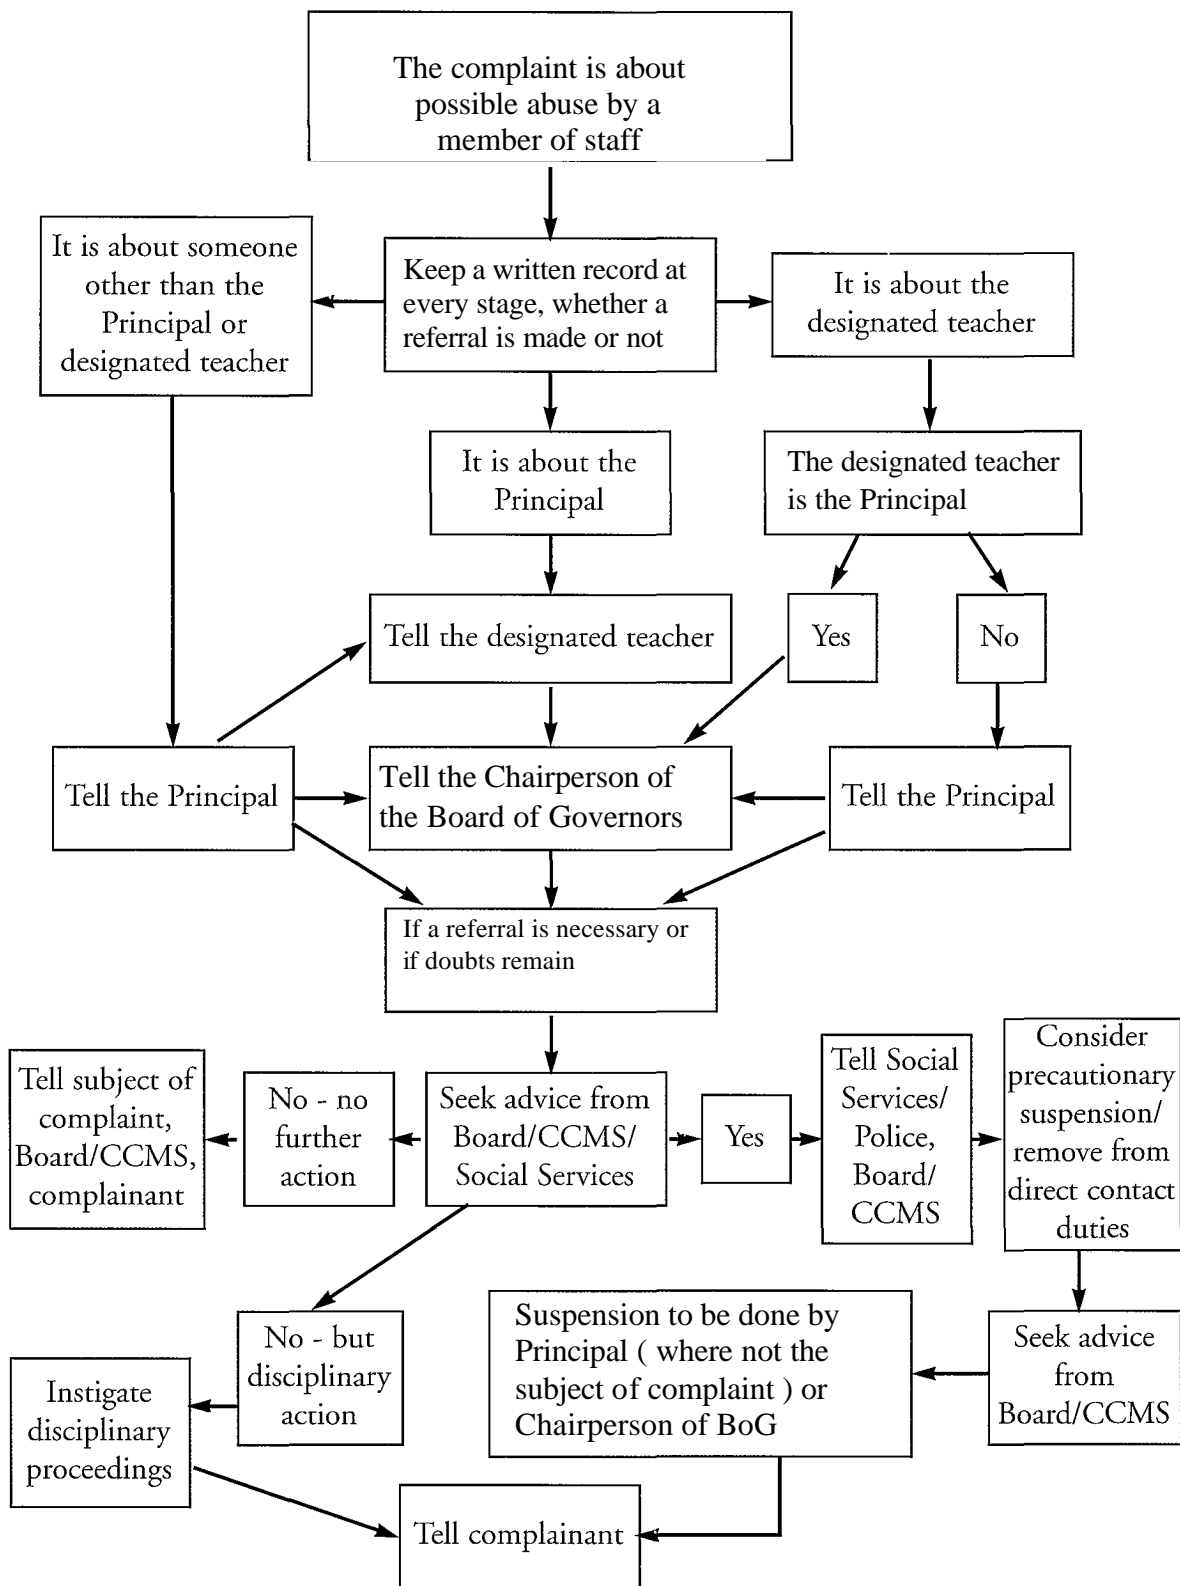 The complaint is about
possible abuse by a
member of staff
It is about someone
other than the
Principal or
designated teacher
Keep a written record at
every stage, whether a
referral is made or not
It is about the
designated teacher
It is about the
Principal
The designated teacher
is the Principal
Tell the designated teacher
Yes
No
Tell the Principal
Tell the Chairperson of
the Board of Governors
Tell the Principal
If a referral is necessary or
if doubts remain
Tell subject of
complaint,
Board/CCMS,
complainant
No - no
further
action
Seek advice from
Board/CCMS/
Social Services
Yes
Tell Social
Services/
Police,
Board/
CCMS
Consider
precautionary
suspension/
remove from
direct contact
duties
Instigate
disciplinary
proceedings
No - but
disciplinary
action
Suspension to be done by
Principal ( where not the
subject of complaint ) or
Chairperson of BoG
Seek advice
from
Board/CCMS
Tell complainant